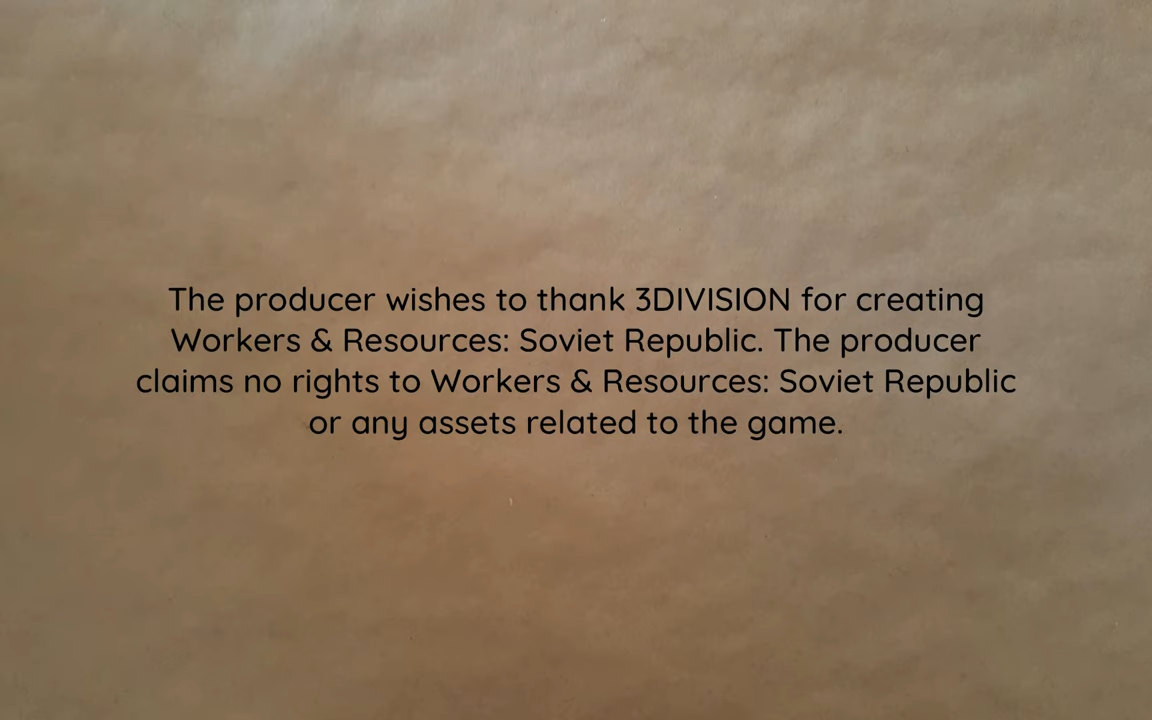 The producer wishes to thank 3DIVISION for creating
Workers & Resources: Soviet Republic. The producer
claims no rights to Workers & Resources: Soviet Republic
or any assets related to the game.